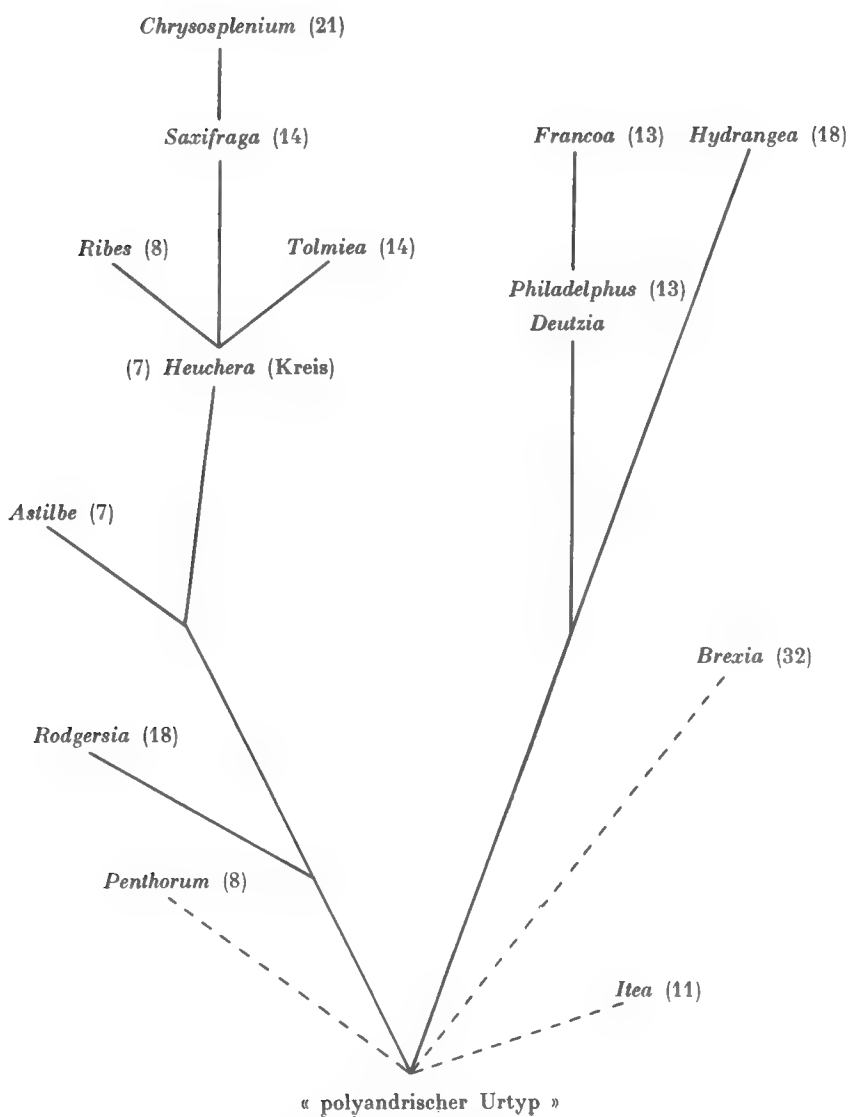 Chrysosplenium (21)
Saxifraga (14)
Francoa (13) Hydrangea (18)
Ribes (8)
Tolmiea (14)
Philadelphus (13)
Deutzia
(7) Heuchera (Kreis)
Astilbe (7)
Brexia (32)
Rodgersia (18)
Penthorum (8)
Itea (11)
« polyandrischer Urtyp »